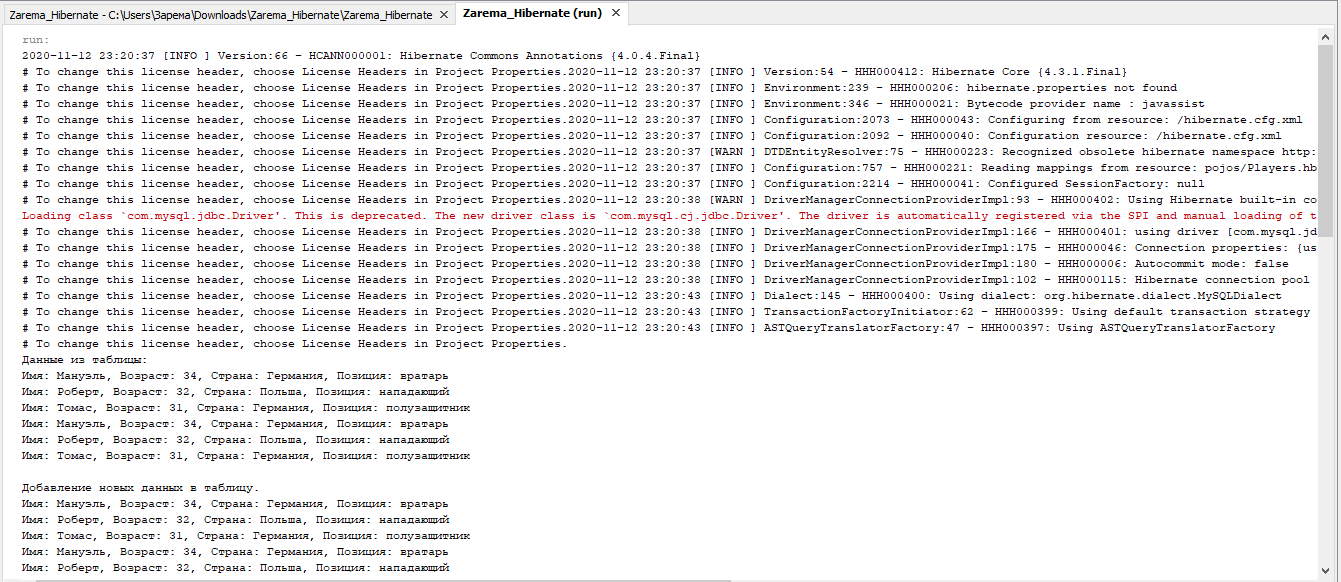 Zarema_Hibernate - C:\Users\Зарема\Downloads\Zarema_Hibernate\Zarema_Hibernate × Zarema_Hibernate (run) ×
run:
2020-11-12 23:20:37 [INFO ] Version:66 - HCANN000001: Hibernate Commons Annotations {4.0.4.Final}
# To change this license header, choose License Headers in Project Properties.2020-11-12 23:20:37 [INFO ] Version:54 - HHH000412: Hibernate Core {4.3.1.Final}
# To change this license header, choose License Headers in Project Properties.2020-11-12 23:20:37 [INFO ] Environment:239 - HHH000206: hibernate.properties not found
# To change this license header, choose License Headers in Project Properties.2020-11-12 23:20:37 [INFO ] Environment:346 - HHH000021: Bytecode provider name : javassist
# To change this license header, choose License Headers in Project Properties.2020-11-12 23:20:37 [INFO ] Configuration:2073 - HHH000043: Configuring from resource: /hibernate.cfg.xml
# To change this license header, choose License Headers in Project Properties.2020-11-12 23:20:37 [INFO ] Configuration:2092 - HHH000040: Configuration resource: /hibernate.cfg.xml
# To change this license header, choose License Headers in Project Properties.2020-11-12 23:20:37 [WARN ] DTDEntityResolver:75 - HHH000223: Recognized obsolete hibernate namespace http:
# To change this license header, choose License Headers in Project Properties.2020-11-12 23:20:37 [INFO ] Configuration:757 - HHH000221: Reading mappings from resource: pojos/Players.hb
# To change this license header, choose License Headers in Project Properties.2020-11-12 23:20:37 [INFO ] Configuration:2214 - HHH000041: Configured SessionFactory: null
# To change this license header, choose License Headers in Project Properties.2020-11-12 23:20:38 [WARN ] DriverManagerConnectionProviderImpl:93 - HHH000402: Using Hibernate built-in co
Loading class `com.mysql.jdbc.Driver'. This is deprecated. The new driver class is `com.mysql.cj.jdbc.Driver'. The driver is automatically registered via the SPI and manual loading of t
# To change this license header, choose License Headers in Project Properties.2020-11-12 23:20:38 [INFO ] DriverManagerConnectionProviderImpl:166 - HHH000401: using driver [com.mysql.jd
# To change this license header, choose License Headers in Project Properties.2020-11-12 23:20:38 [INFO ] DriverManagerConnectionProviderImpl:175 - HHH000046: Connection properties: {us
# To change this license header, choose License Headers in Project Properties.2020-11-12 23:20:38 [INFO ] DriverManagerConnectionProviderImpl:180 - HHH000006: Autocommit mode: false
# To change this license header, choose License Headers in Project Properties.2020-11-12 23:20:38 [INFO ] DriverManagerConnectionProviderImpl:102 - HHH000115: Hibernate connection pool
# To change this license header, choose License Headers in Project Properties.2020-11-12 23:20:43 [INFO ] Dialect:145 - HHH000400: Using dialect: org.hibernate.dialect.MySQLDialect
# To change this license header, choose License Headers in Project Properties.2020-11-12 23:20:43 [INFO ] TransactionFactoryInitiator:62 - HHH000399: Using default transaction strategy
# To change this license header, choose License Headers in Project Properties.2020-11-12 23:20:43 [INFO ] ASTQueryTranslatorFactory:47 - HHH000397: Using ASTQueryTranslatorFactory
# To change this license header, choose License Headers in Project Properties.
Данные из таблицы:
Имя: Мануэль, Возраст: 34, Страна: Германия, Позиция: вратарь
Имя: Роберт, Возраст: 32, Страна: Польша, Позиция: нападающий
Имя: Томас, Возраст: 31, Страна: Германия, Позиция: полузащитник
Имя: Мануэль, Возраст: 34, Страна: Германия, Позиция: вратарь
Имя: Роберт, Возраст: 32, Страна: Польша, Позиция: нападающий
Имя: Томас, Возраст: 31, Страна: Германия, Позиция: полузащитник
Добавление новых данных в таблицу.
Имя: Мануэль, Возраст: 34, Страна: Германия, Позиция: вратарь
Имя: Роберт, Возраст: 32, Страна: Польша, Позиция: нападающий
Имя: Томас, Возраст: 31, Страна: Германия, Позиция: полузащитник
Имя: Мануэль, Возраст: 34, Страна: Германия, Позиция: вратарь
Имя: Роберт, Возраст: 32, Страна: Польша, Позиция: нападающий